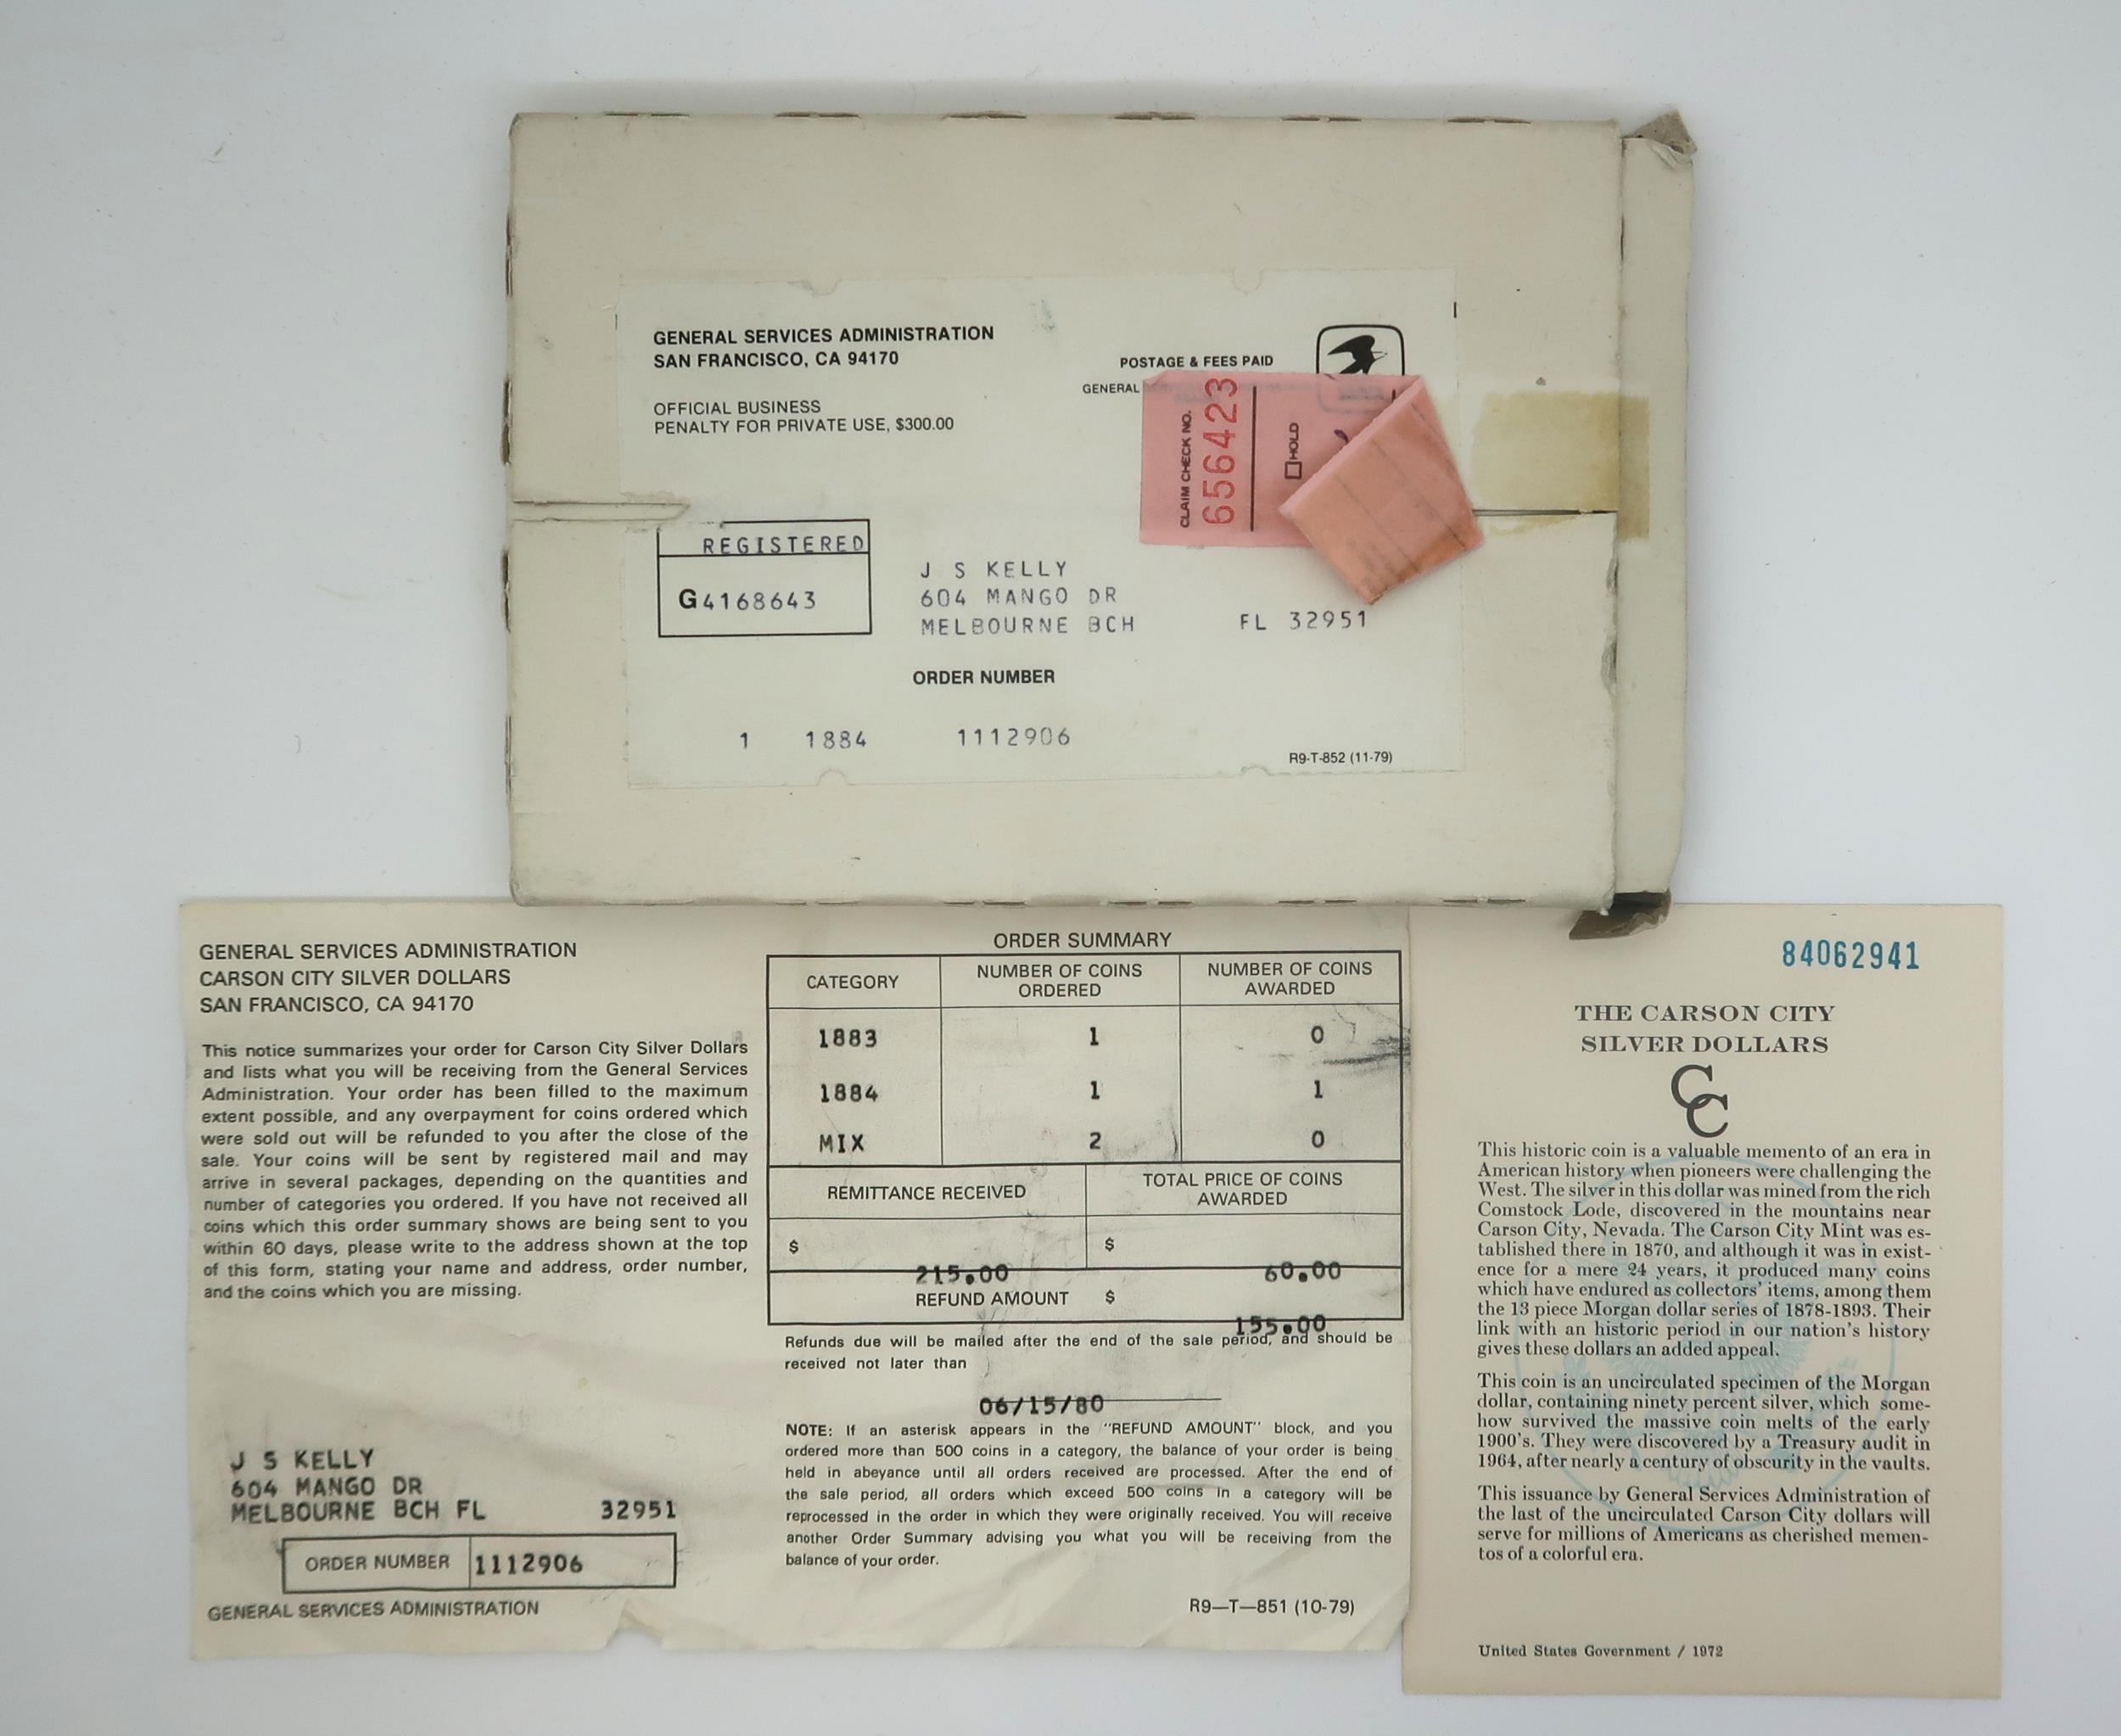 GENERAL SERVICES ADMINISTRATION
SAN FRANCISCO, CA 94170
OFFICIAL BUSINESS
PENALTY FOR PRIVATE USE, $300.00
POSTAGE & FEES PAID
GENERAL
CLAIM CHECK NO.
656423
HOLD
REGISTERED
G4168643
J S KELLY
604 MANGO DR
MELBOURNE BCH FL 32951
ORDER NUMBER
1 1884 1112906
R9-T-852 (11-79)
GENERAL SERVICES ADMINISTRATION
CARSON CITY SILVER DOLLARS
SAN FRANCISCO, CA 94170
This notice summarizes your order for Carson City Silver Dollars
and lists what you will be receiving from the General Services
Administration. Your order has been filled to the maximum
extent possible, and any overpayment for coins ordered which
were sold out will be refunded to you after the close of the
sale. Your coins will be sent by registered mail and may
arrive in several packages, depending on the quantities and
number of categories you ordered. If you have not received all
coins which this order summary shows are being sent to you
within 60 days, please write to the address shown at the top
of this form, stating your name and address, order number,
and the coins which you are missing.
J S KELLY
604 MANGO DR
MELBOURNE BCH FL 32951
ORDER NUMBER 1112906
GENERAL SERVICES ADMINISTRATION
ORDER SUMMARY
CATEGORY NUMBER OF COINS ORDERED NUMBER OF COINS AWARDED
1883 1 0
1884 1 1
MIX 2 0
REMITTANCE RECEIVED TOTAL PRICE OF COINS AWARDED
$ 215.00 $ 60.00
REFUND AMOUNT $ 155.00
Refunds due will be mailed after the end of the sale period, and should be
received not later than
06/15/80
NOTE: If an asterisk appears in the "REFUND AMOUNT" block, and you
ordered more than 500 coins in a category, the balance of your order is being
held in abeyance until all orders received are processed. After the end of
the sale period, all orders which exceed 500 coins in a category will be
reprocessed in the order in which they were originally received. You will receive
another Order Summary advising you what you will be receiving from the
balance of your order.
R9—T—851 (10-79)
84062941
THE CARSON CITY
SILVER DOLLARS
CC
This historic coin is a valuable memento of an era in
American history when pioneers were challenging the
West. The silver in this dollar was mined from the rich
Comstock Lode, discovered in the mountains near
Carson City, Nevada. The Carson City Mint was es-
tablished there in 1870, and although it was in exist-
ence for a mere 24 years, it produced many coins
which have endured as collectors' items, among them
the 13 piece Morgan dollar series of 1878-1893. Their
link with an historic period in our nation's history
gives these dollars an added appeal.
This coin is an uncirculated specimen of the Morgan
dollar, containing ninety percent silver, which some-
how survived the massive coin melts of the early
1900's. They were discovered by a Treasury audit in
1964, after nearly a century of obscurity in the vaults.
This issuance by General Services Administration of
the last of the uncirculated Carson City dollars will
serve for millions of Americans as cherished memen-
tos of a colorful era.
United States Government / 1972